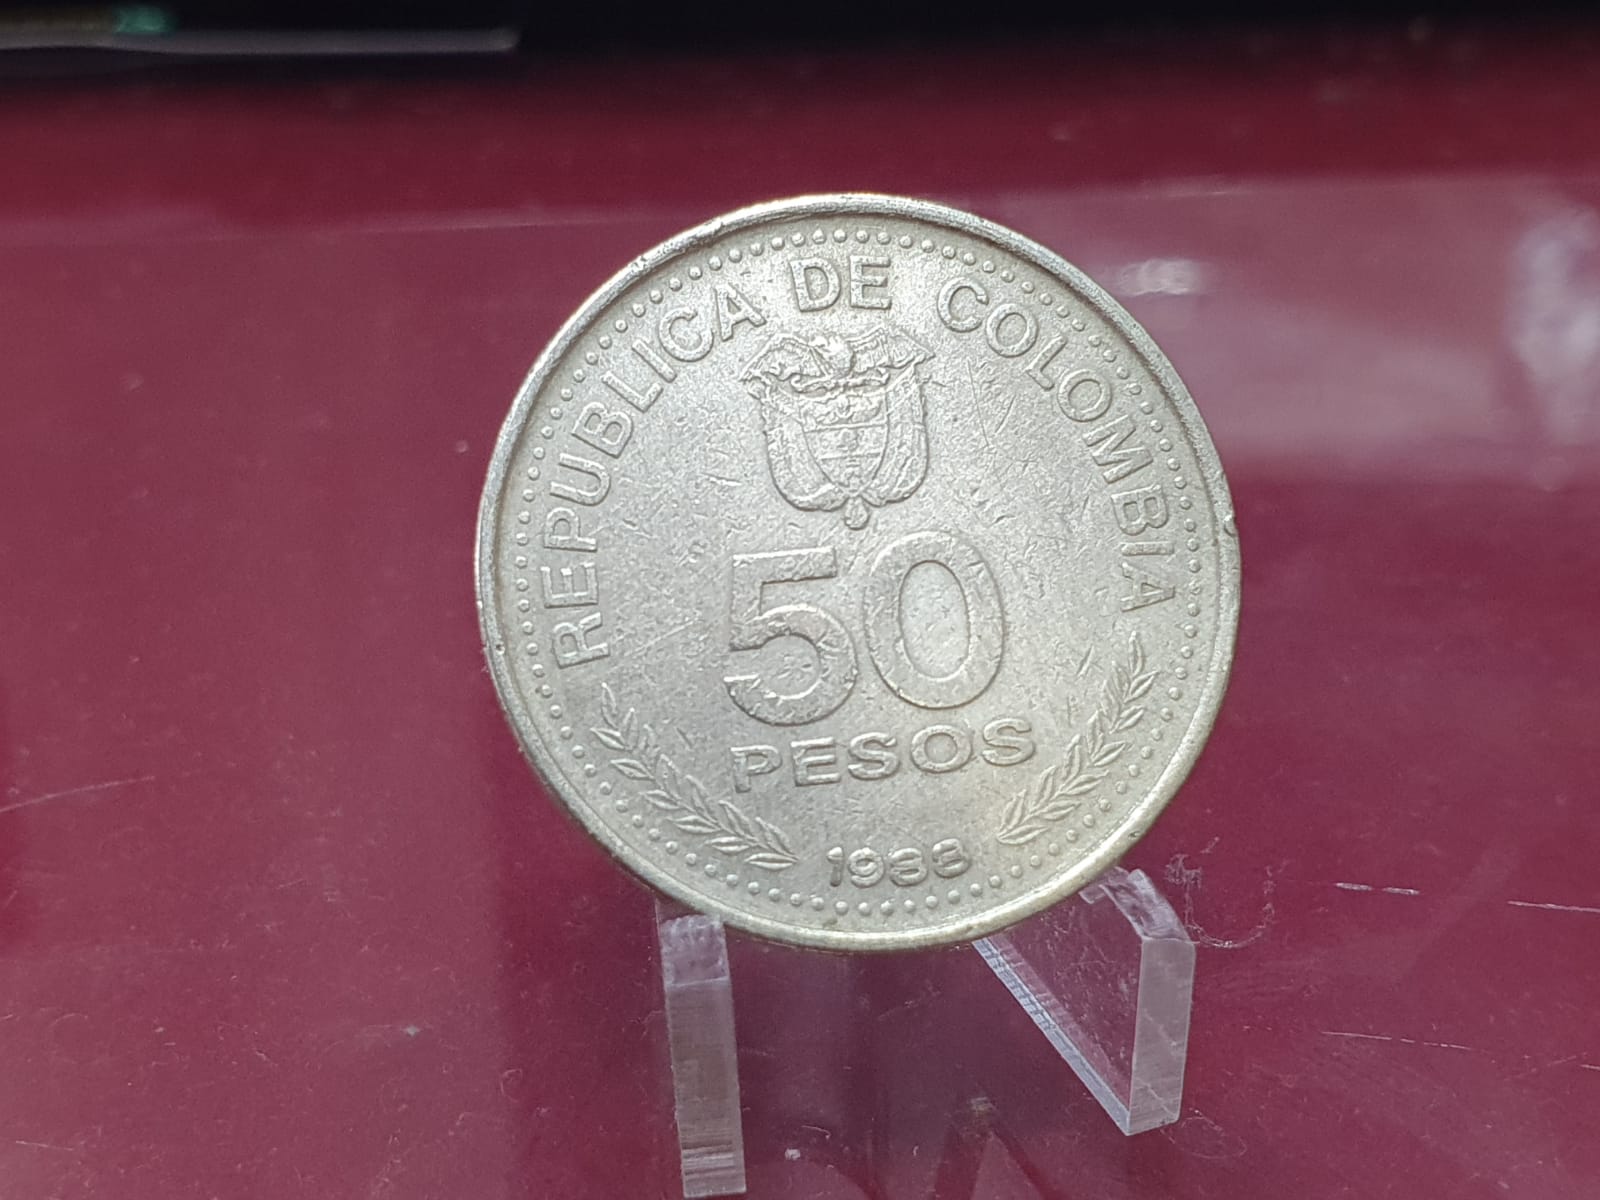 REPUBLICA DE COLOMBIA
50
PESOS
1988